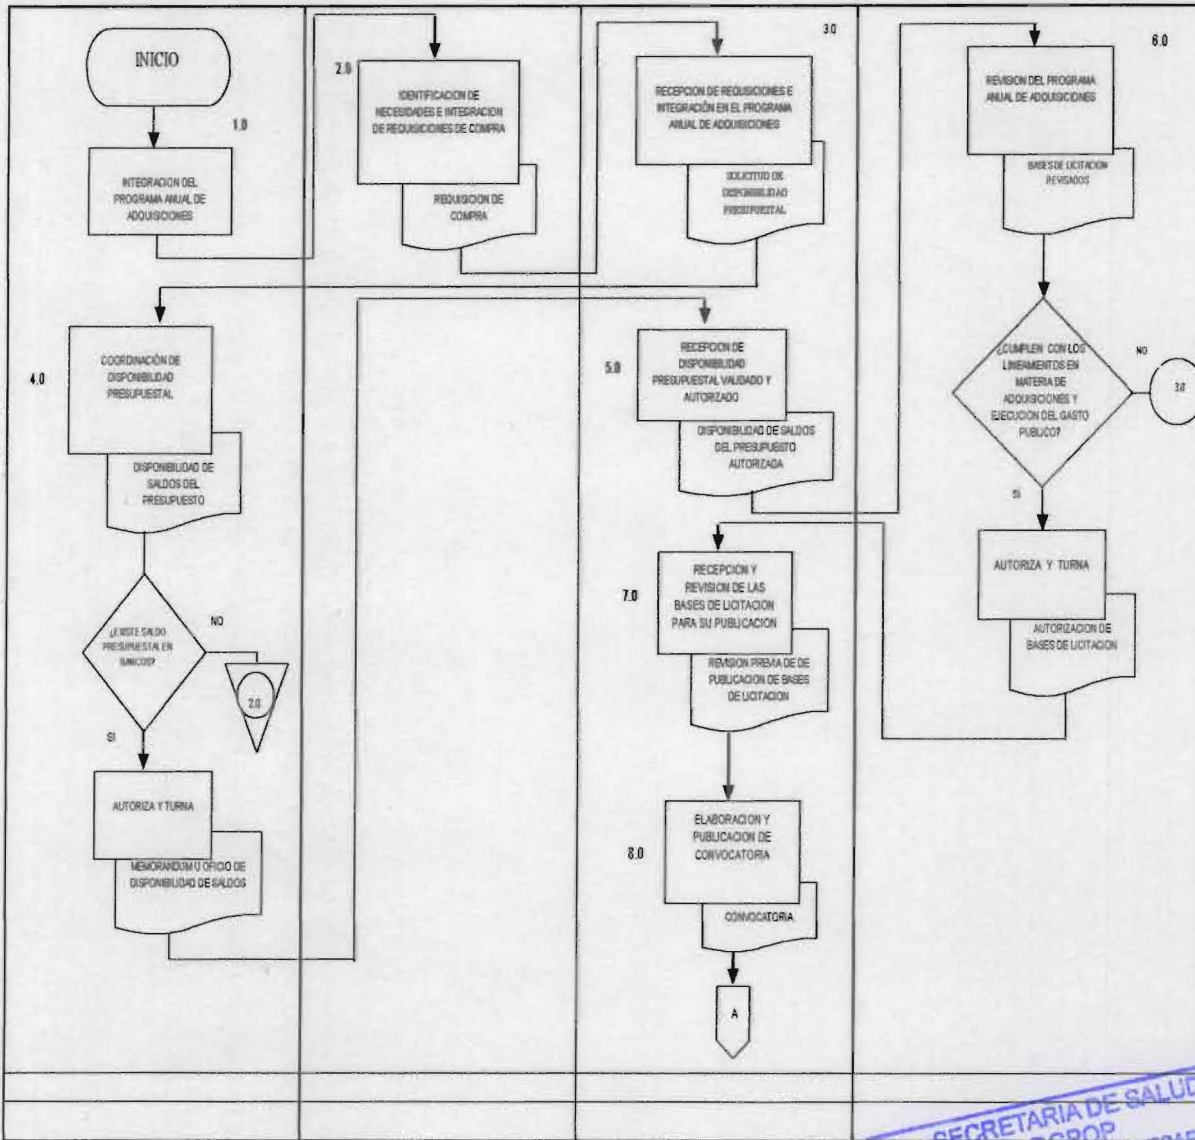 INICIO
1.0
INTEGRACION DEL
PROGRAMA ANUAL DE
ADQUISICIONES
2.0
IDENTIFICACION DE
NECESIDADES E INTEGRACION
DE REQUISICIONES DE COMPRA
REQUISICION DE
COMPRA
3.0
RECEPCION DE REQUISICIONES E
INTEGRACIÓN EN EL PROGRAMA
ANUAL DE ADQUISICIONES
SOLICITUD DE
DISPONIBILIDAD
PRESUPUESTAL
4.0
COORDINACIÓN DE
DISPONIBILIDAD
PRESUPUESTAL
DISPONIBILIDAD DE
SALDOS DEL
PRESUPUESTO
¿EXISTE SALDO
PRESUPUESTAL EN
BANCOS?
NO
2.0
SI
AUTORIZA Y TURNA
MEMORANDUM U OFICIO DE
DISPONIBILIDAD DE SALDOS
5.0
RECEPCION DE
DISPONIBILIDAD
PRESUPUESTAL VALIDADO Y
AUTORIZADO
DISPONIBILIDAD DE SALDOS
DEL PRESUPUESTO
AUTORIZADA
6.0
REVISION DEL PROGRAMA
ANUAL DE ADQUISICIONES
BASES DE LICITACION
REVISADOS
¿CUMPLEN CON LOS
LINEAMIENTOS EN
MATERIA DE
ADQUISICIONES Y
EJECUCION DEL GASTO
PUBLICO?
NO
3.0
SI
AUTORIZA Y TURNA
AUTORIZACION DE
BASES DE LICITACION
7.0
RECEPCION Y
REVISION DE LAS
BASES DE LICITACION
PARA SU PUBLICACION
REVISION PREVIA DE DE
PUBLICACION DE BASES
DE LICITACION
8.0
ELABORACION Y
PUBLICACION DE
CONVOCATORIA
CONVOCATORIA
A
SECRETARIA DE SALUD